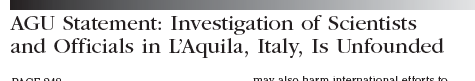 AGU Statement: Investigation of Scientists
and Officials in L'Aquila, Italy, Is Unfounded
may also harm international efforts to